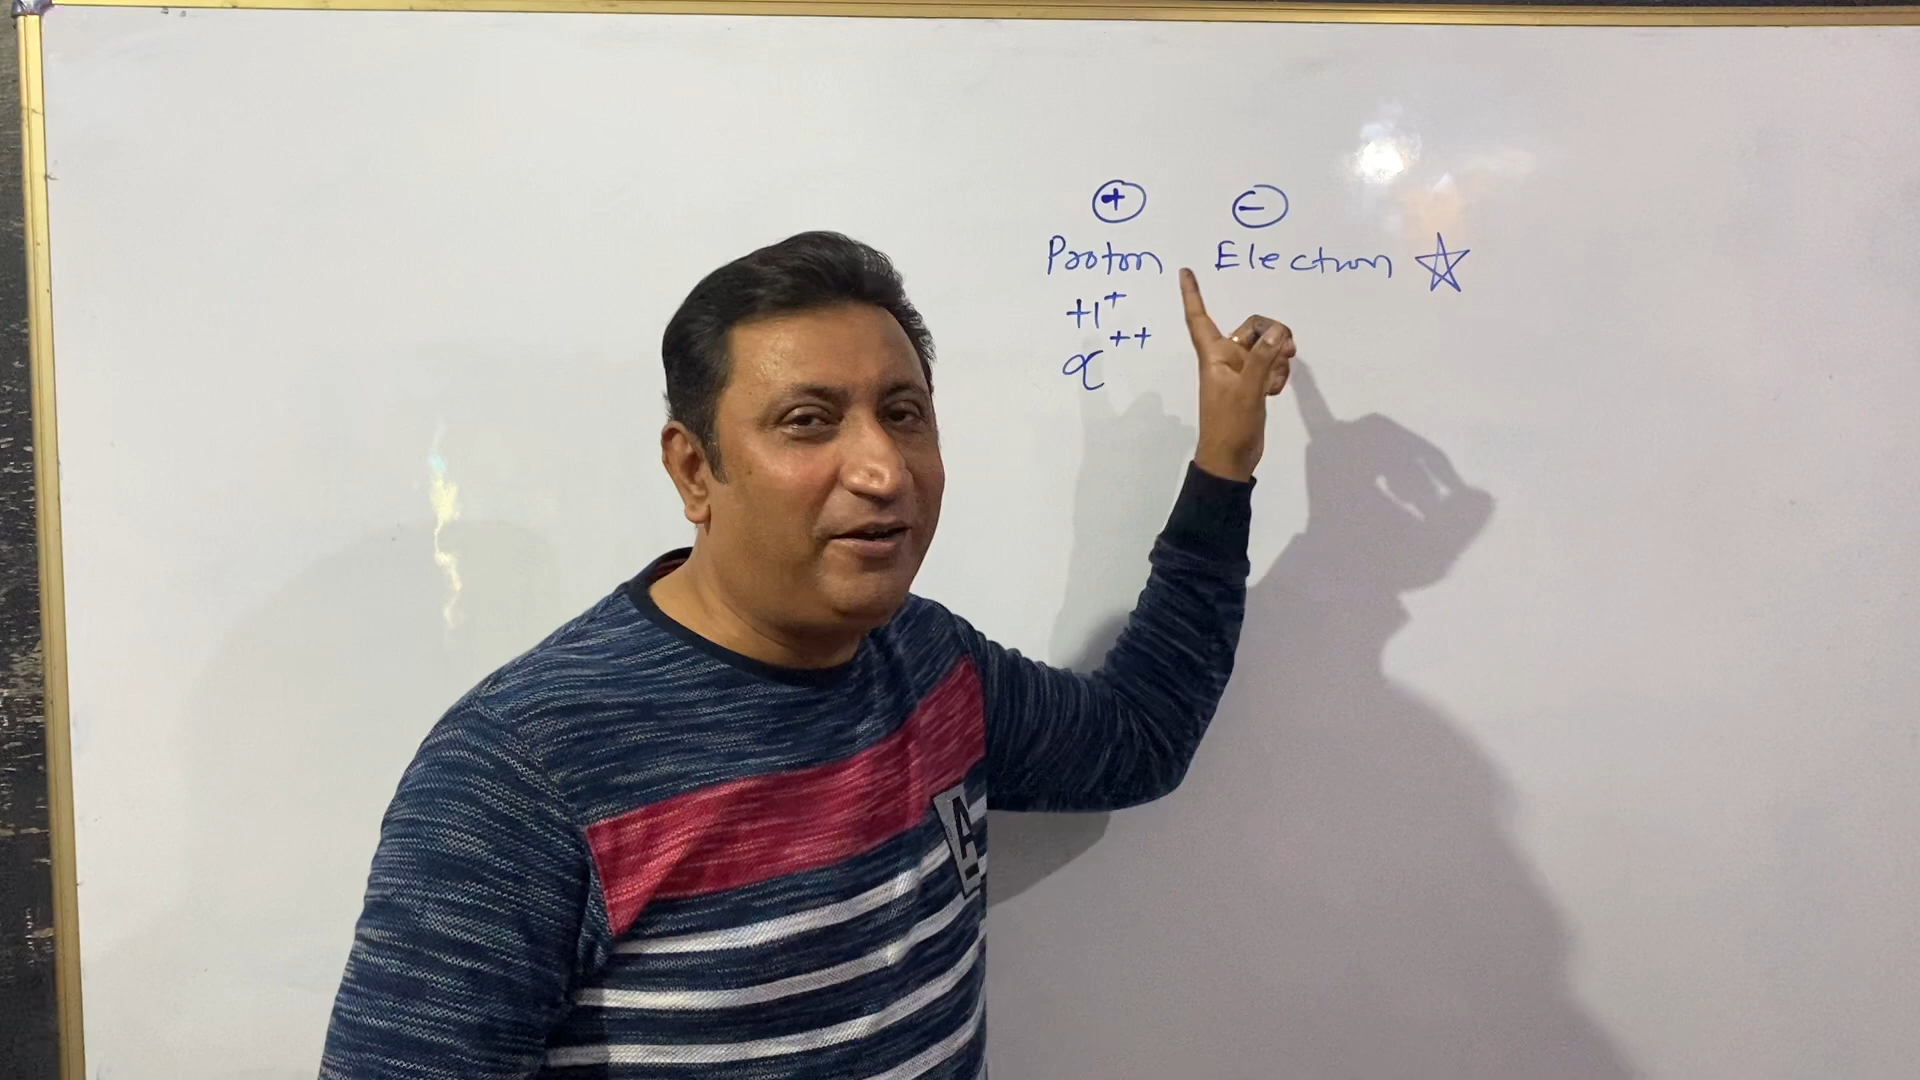 + −
Proton Electron ☆
+1⁺
α⁺⁺
A